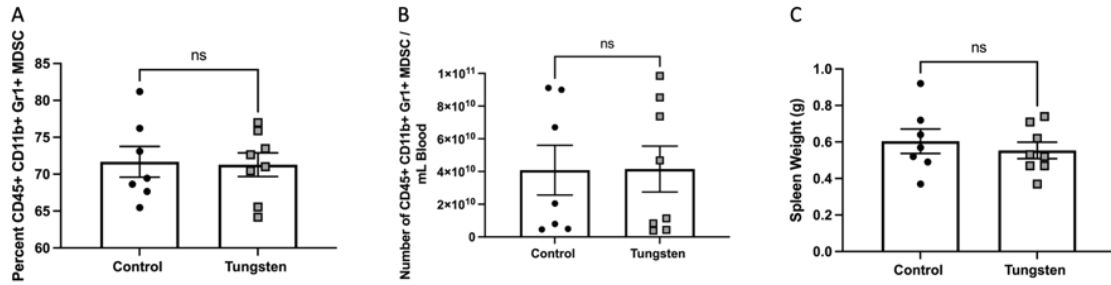 A
Percent CD45+ CD11b+ Gr1+ MDSC
85
80
75
70
65
60
ns
Control
Tungsten
B
Number of CD45+ CD11b+ Gr1+ MDSC /
mL Blood
1×10¹¹
8×10¹⁰
6×10¹⁰
4×10¹⁰
2×10¹⁰
0
ns
Control
Tungsten
C
Spleen Weight (g)
1.0
0.8
0.6
0.4
0.2
0.0
ns
Control
Tungsten